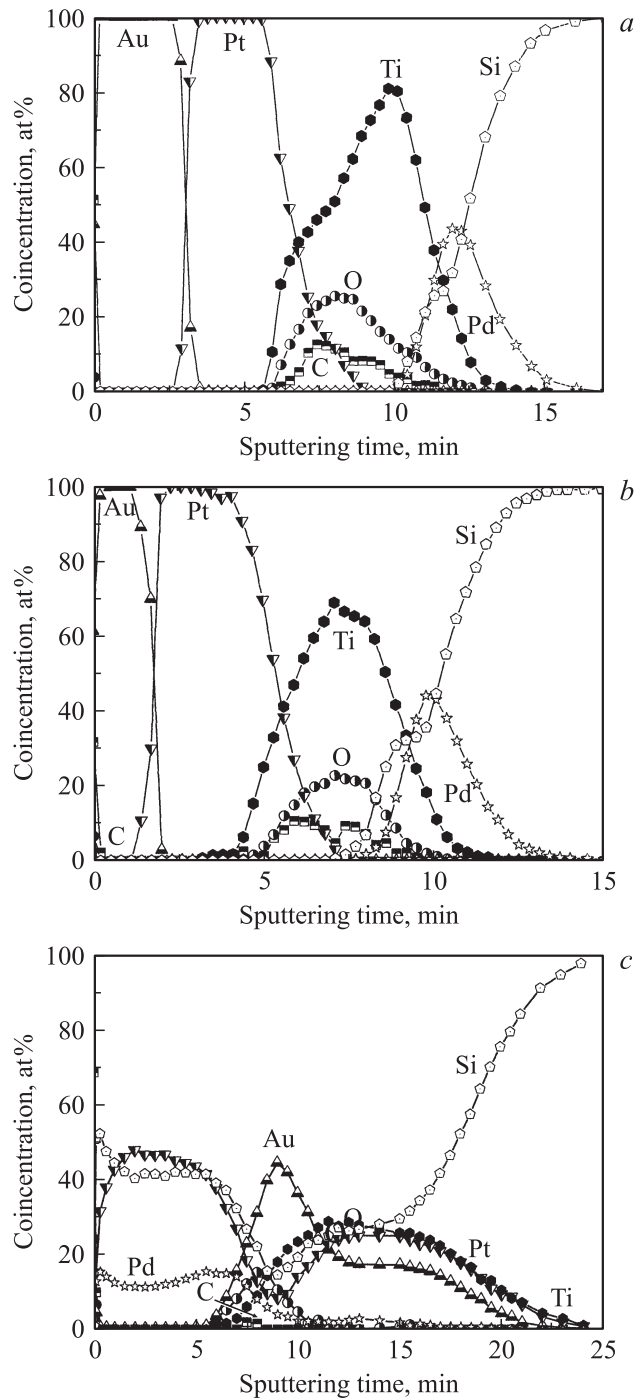 a
Au
Pt
Ti
Si
O
C
Pd
Coincentration, at%
100
80
60
40
20
0
0 5 10 15
Sputtering time, min
b
Au
Pt
Ti
Si
O
C
Pd
Coincentration, at%
100
80
60
40
20
0
0 5 10 15
Sputtering time, min
c
Si
Au
O
Pd
C
Pt
Ti
Coincentration, at%
100
80
60
40
20
0
0 5 10 15 20 25
Sputtering time, min